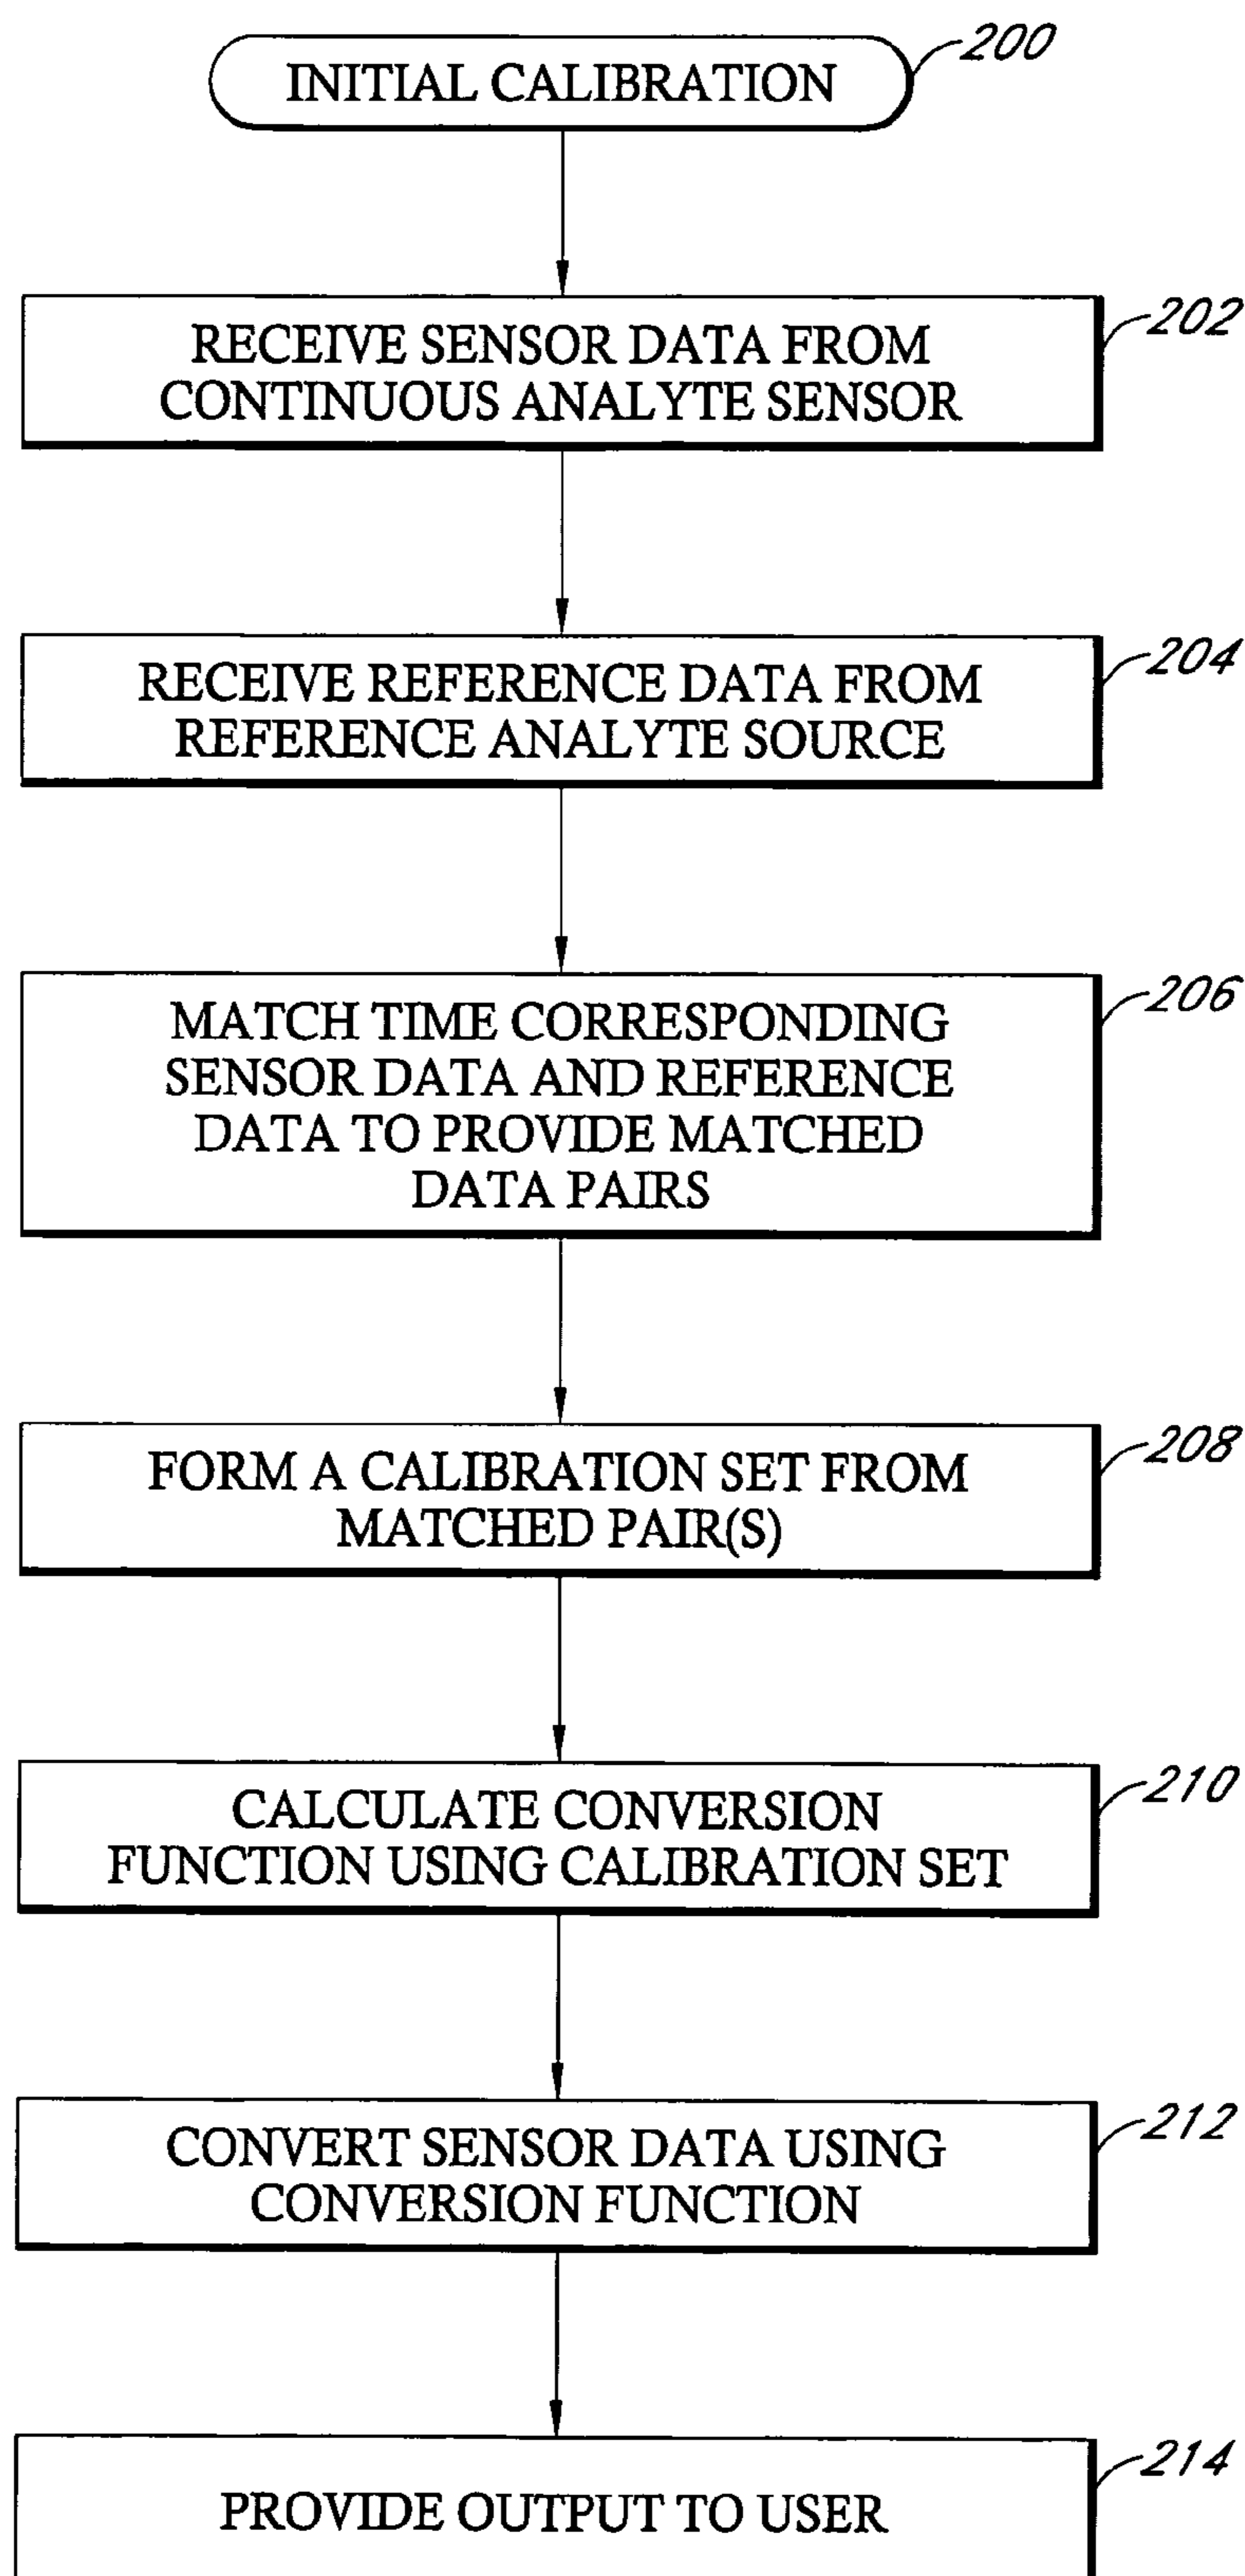 INITIAL CALIBRATION
200
RECEIVE SENSOR DATA FROM
CONTINUOUS ANALYTE SENSOR
202
RECEIVE REFERENCE DATA FROM
REFERENCE ANALYTE SOURCE
204
MATCH TIME CORRESPONDING
SENSOR DATA AND REFERENCE
DATA TO PROVIDE MATCHED
DATA PAIRS
206
FORM A CALIBRATION SET FROM
MATCHED PAIR(S)
208
CALCULATE CONVERSION
FUNCTION USING CALIBRATION SET
210
CONVERT SENSOR DATA USING
CONVERSION FUNCTION
212
PROVIDE OUTPUT TO USER
214